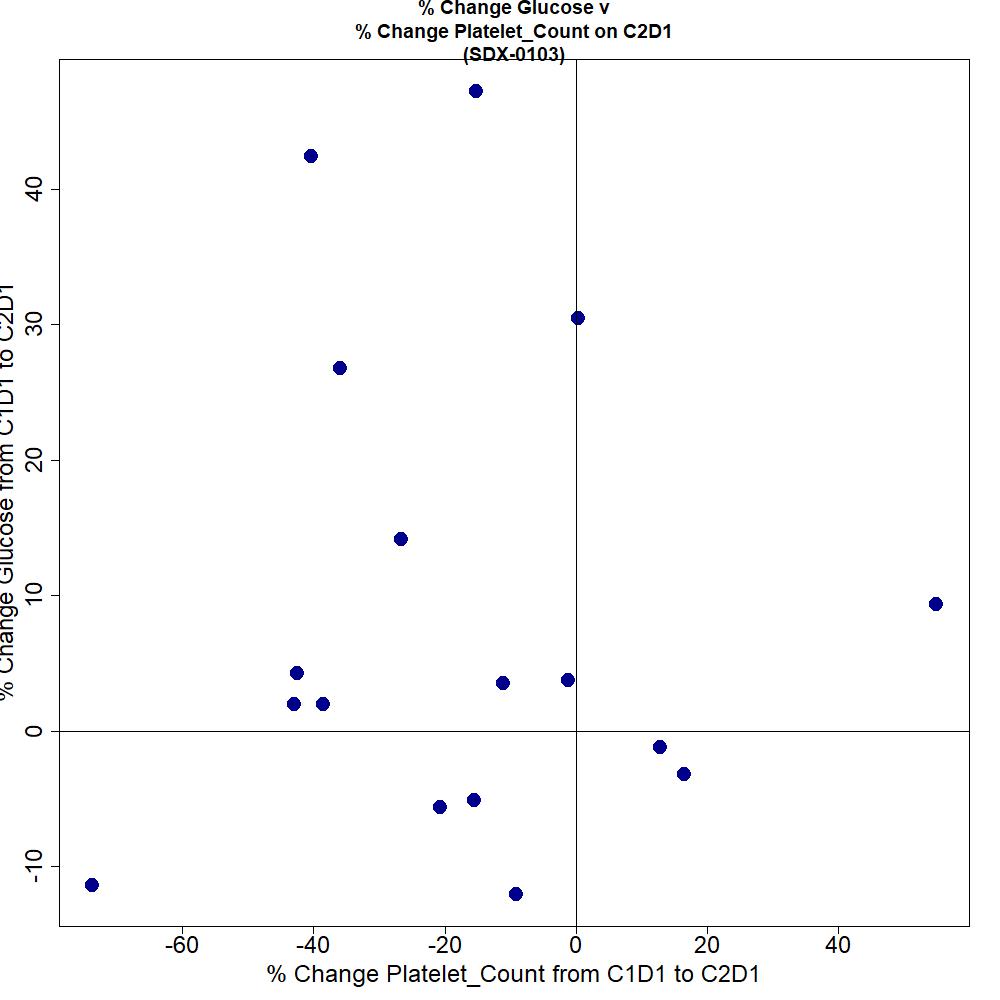 % Change Glucose v
% Change Platelet_Count on C2D1
(SDX-0103)
% Change Glucose from C1D1 to C2D1
40
30
20
10
0
-10
-60
-40
-20
0
20
40
% Change Platelet_Count from C1D1 to C2D1